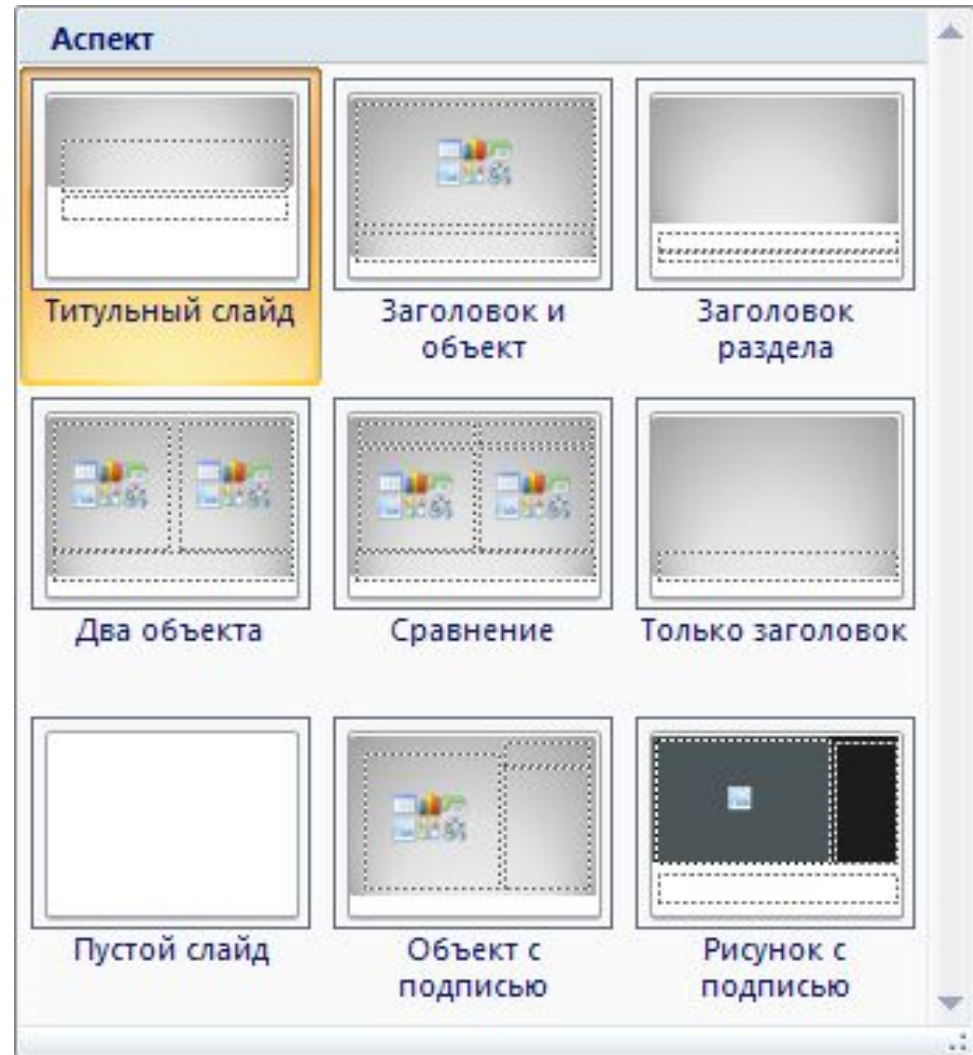 Аспект
Титульный слайд
Заголовок и
объект
Заголовок
раздела
Два объекта
Сравнение
Только заголовок
Пустой слайд
Объект с
подписью
Рисунок с
подписью